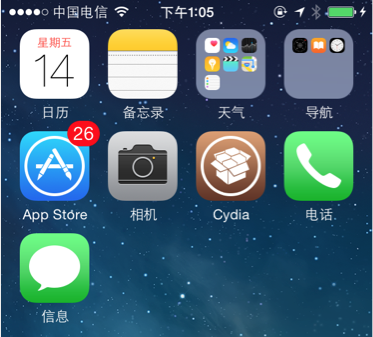 中国电信 下午1:05
星期五
14
日历 备忘录 天气 导航
26
App Store 相机 Cydia 电话
信息